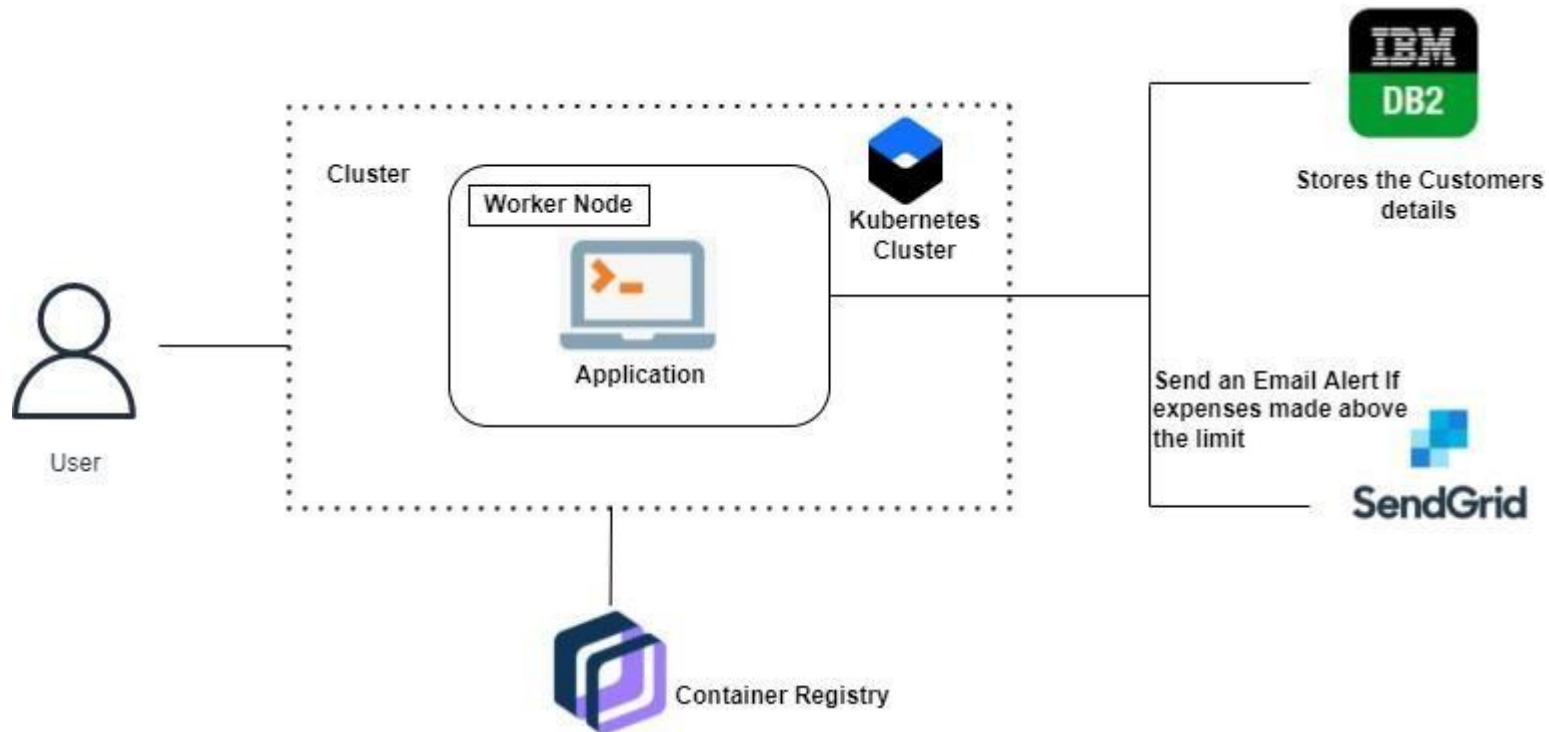 IBM
DB2
Stores the Customers
details
Cluster
Worker Node
Kubernetes
Cluster
Application
User
Send an Email Alert If
expenses made above
the limit
SendGrid
Container Registry